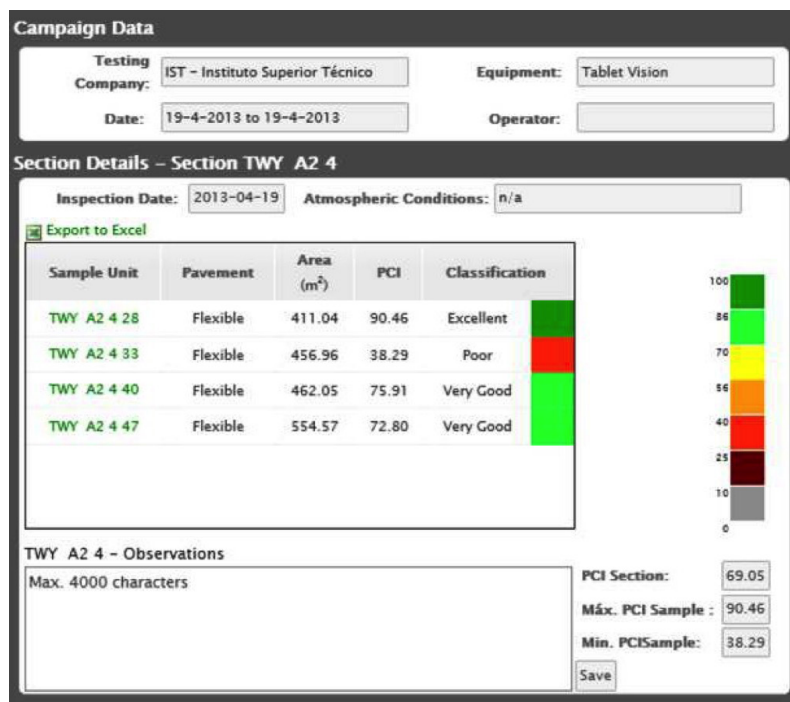 Campaign Data
Testing Company: IST - Instituto Superior Técnico Equipment: Tablet Vision
Date: 19-4-2013 to 19-4-2013 Operator:
Section Details - Section TWY A2 4
Inspection Date: 2013-04-19 Atmospheric Conditions: n/a
Export to Excel
Sample Unit Pavement Area (m²) PCI Classification
TWY A2 4 28 Flexible 411.04 90.46 Excellent
TWY A2 4 33 Flexible 456.96 38.29 Poor
TWY A2 4 40 Flexible 462.05 75.91 Very Good
TWY A2 4 47 Flexible 554.57 72.80 Very Good
100
86
70
56
40
25
10
0
TWY A2 4 - Observations
Max. 4000 characters
PCI Section: 69.05
Máx. PCI Sample : 90.46
Min. PCISample: 38.29
Save